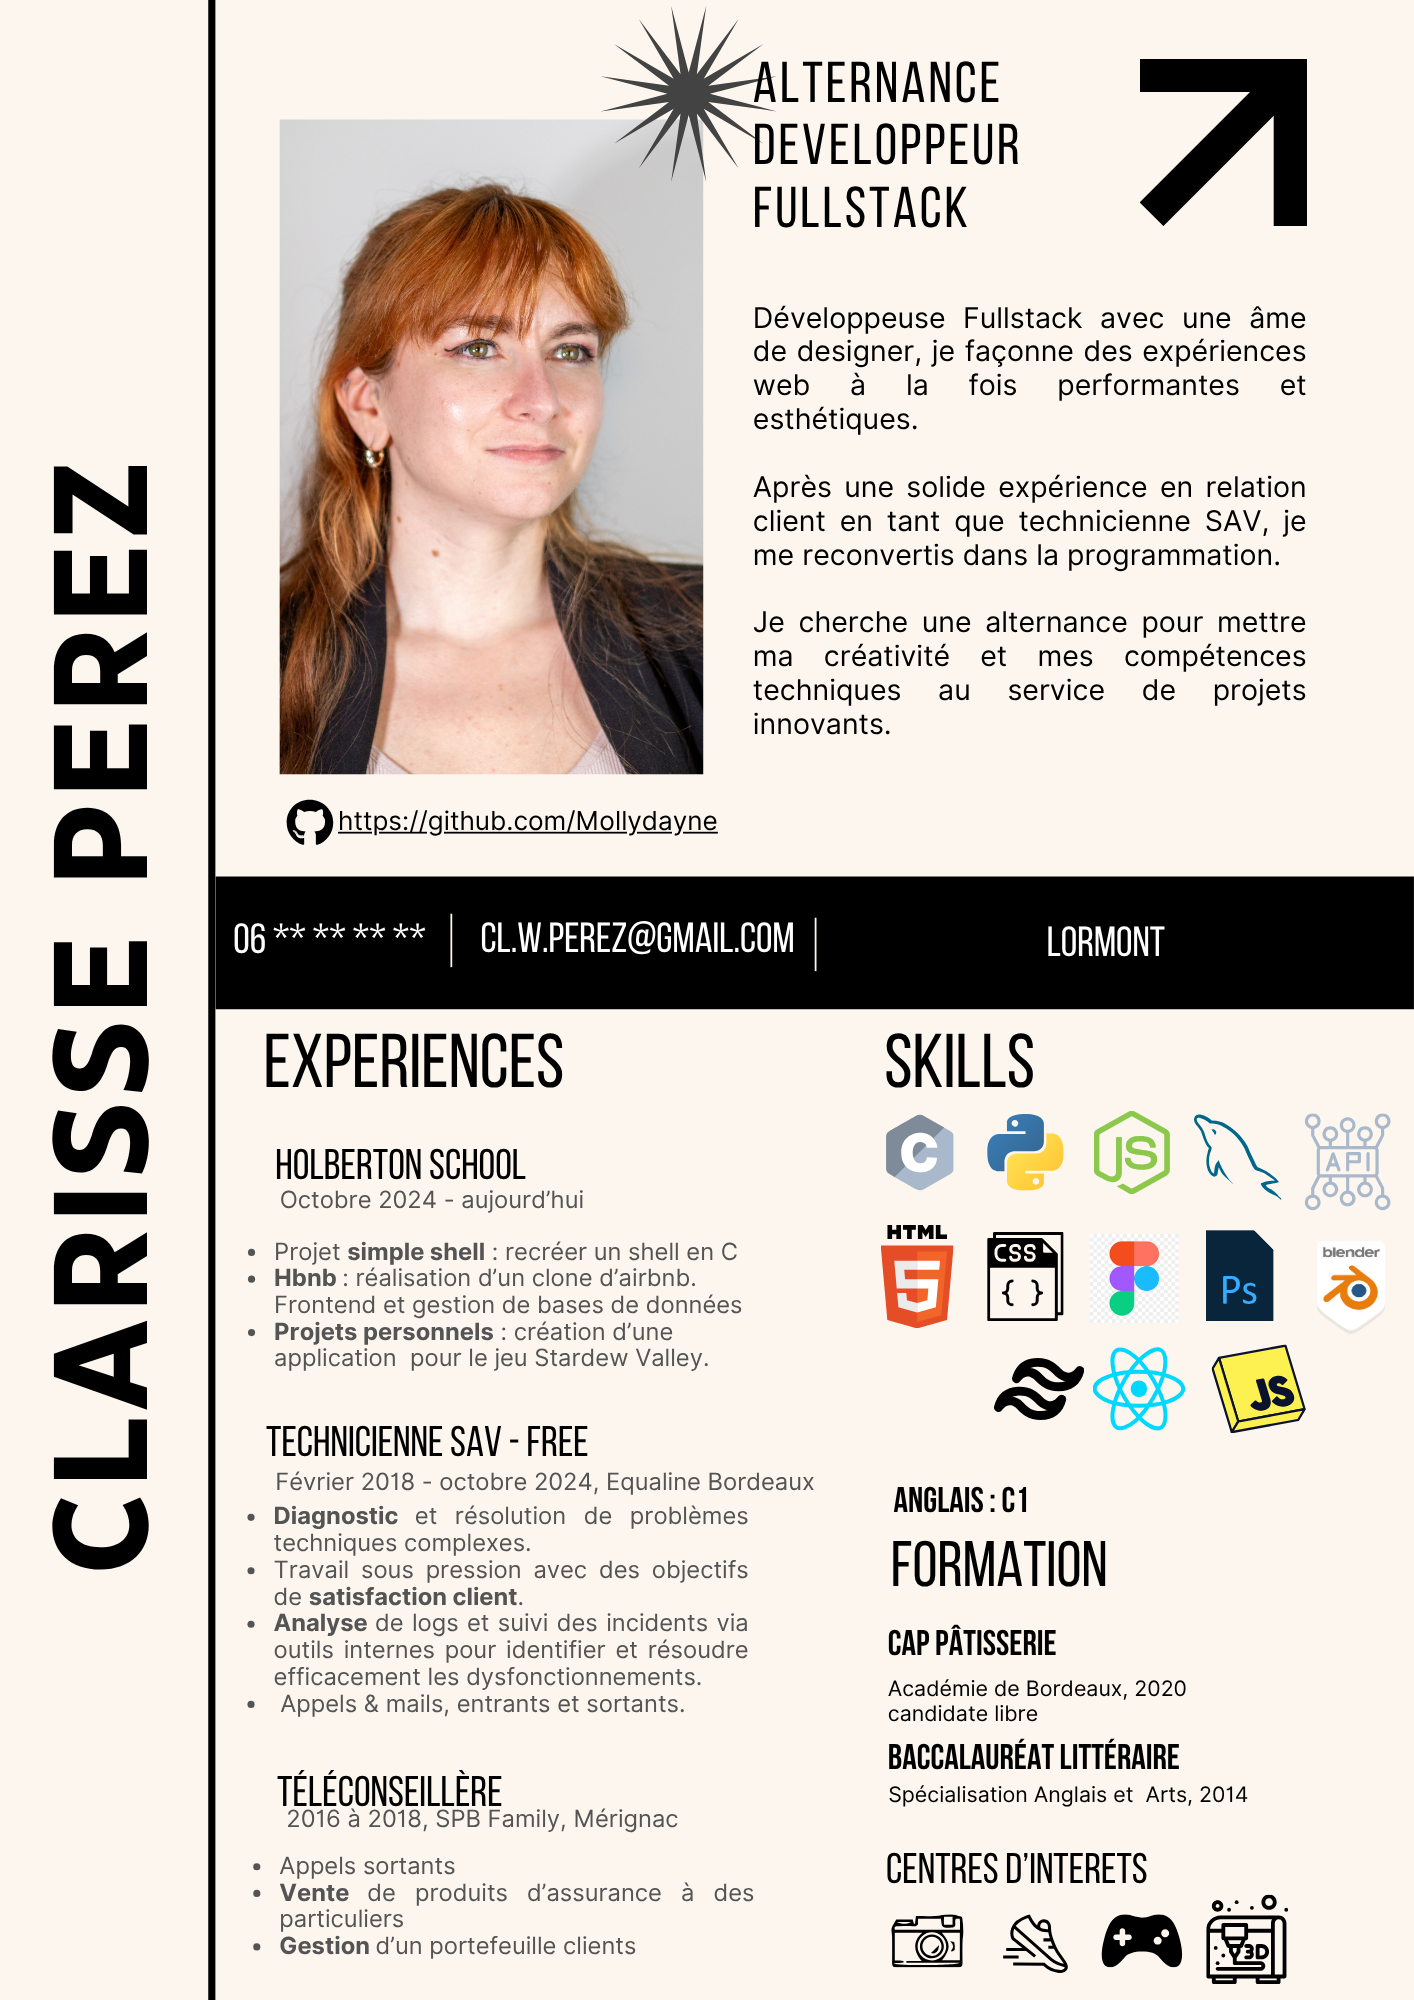 CLARISSE PEREZ
ALTERNANCE
DEVELOPPEUR
FULLSTACK
Développeuse Fullstack avec une âme
de designer, je façonne des expériences
web à la fois performantes et
esthétiques.
Après une solide expérience en relation
client en tant que technicienne SAV, je
me reconvertis dans la programmation.
Je cherche une alternance pour mettre
ma créativité et mes compétences
techniques au service de projets
innovants.
https://github.com/Mollydayne
06 ** ** ** ** | CL.W.PEREZ@GMAIL.COM | LORMONT
EXPERIENCES
HOLBERTON SCHOOL
Octobre 2024 - aujourd’hui
• Projet simple shell : recréer un shell en C
• Hbnb : réalisation d’un clone d’airbnb.
Frontend et gestion de bases de données
• Projets personnels : création d’une
application  pour le jeu Stardew Valley.
TECHNICIENNE SAV - FREE
Février 2018 - octobre 2024, Equaline Bordeaux
• Diagnostic et résolution de problèmes
techniques complexes.
• Travail sous pression avec des objectifs
de satisfaction client.
• Analyse de logs et suivi des incidents via
outils internes pour identifier et résoudre
efficacement les dysfonctionnements.
• Appels & mails, entrants et sortants.
TÉLÉCONSEILLÈRE
2016 à 2018, SPB Family, Mérignac
• Appels sortants
• Vente de produits d’assurance à des
particuliers
• Gestion d’un portefeuille clients
SKILLS
C
JS
API
HTML
5
CSS
{ }
Ps
blender
JS
ANGLAIS : C1
FORMATION
CAP PÂTISSERIE
Académie de Bordeaux, 2020
candidate libre
BACCALAURÉAT LITTÉRAIRE
Spécialisation Anglais et  Arts, 2014
CENTRES D’INTERETS
3D